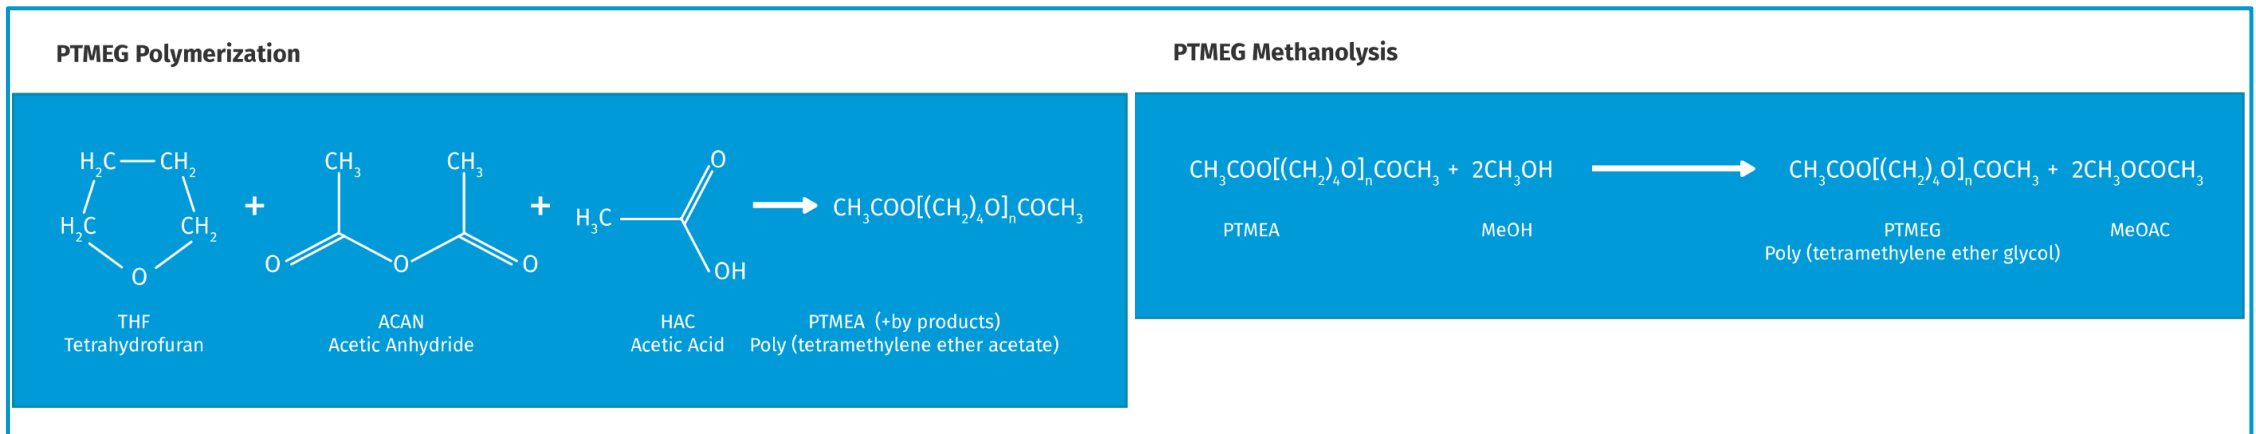 PTMEG Polymerization
H₂C — CH₂
H₂C CH₂
O
+
CH₃ CH₃
O O O
+
O
H₃C
OH
CH₃COO[(CH₂)₄O]ₙCOCH₃
THF
Tetrahydrofuran
ACAN
Acetic Anhydride
HAC
Acetic Acid
PTMEA (+by products)
Poly (tetramethylene ether acetate)
PTMEG Methanolysis
CH₃COO[(CH₂)₄O]ₙCOCH₃ + 2CH₃OH
CH₃COO[(CH₂)₄O]ₙCOCH₃ + 2CH₃OCOCH₃
PTMEA
MeOH
PTMEG
Poly (tetramethylene ether glycol)
MeOAC